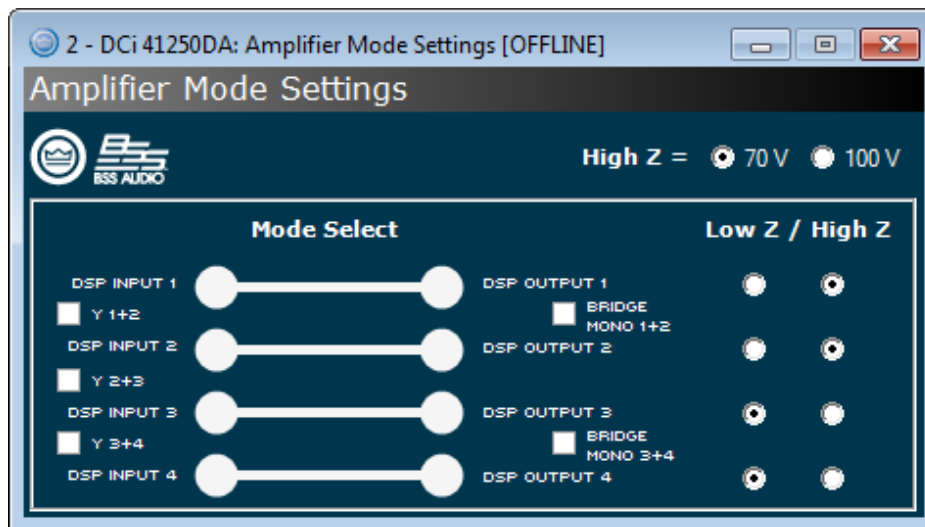 2 - DCi 41250DA: Amplifier Mode Settings [OFFLINE]
Amplifier Mode Settings
BSS AUDIO
High Z = 70 V 100 V
Mode Select Low Z / High Z
DSP INPUT 1 DSP OUTPUT 1
Y 1+2 BRIDGE
MONO 1+2
DSP INPUT 2 DSP OUTPUT 2
Y 2+3
DSP INPUT 3 DSP OUTPUT 3
Y 3+4 BRIDGE
MONO 3+4
DSP INPUT 4 DSP OUTPUT 4